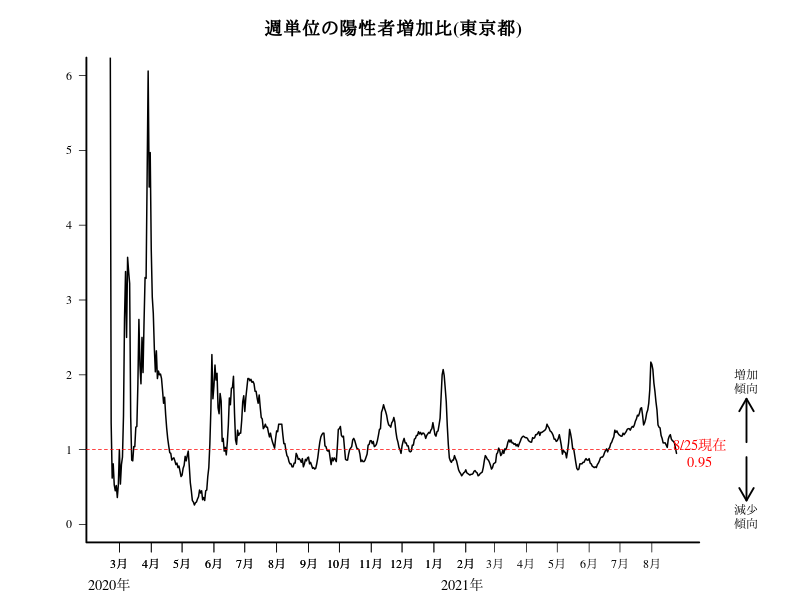 週単位の陽性者増加比(東京都)
6
5
4
3
2
1
0
増加
傾向
8/25現在
0.95
減少
傾向
3月 4月 5月 6月 7月 8月 9月 10月 11月 12月 1月 2月 3月 4月 5月 6月 7月 8月
2020年 2021年